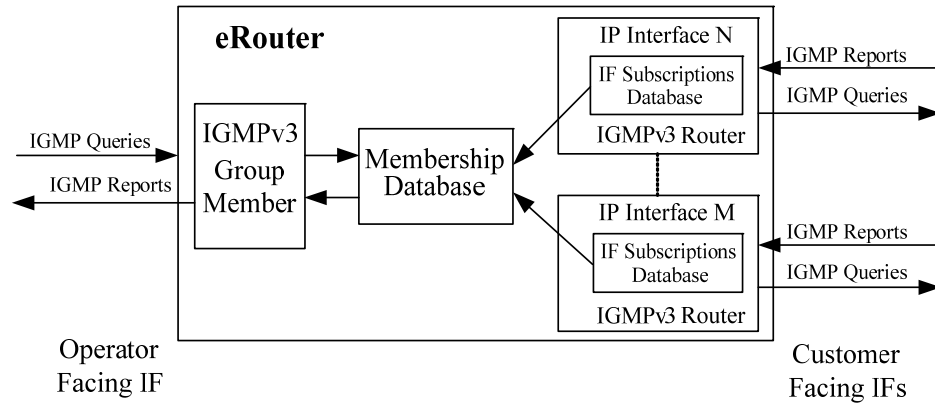 eRouter
IGMP Queries
IGMP Reports
IGMPv3
Group
Member
Membership
Database
IP Interface N
IF Subscriptions
Database
IGMPv3 Router
IP Interface M
IF Subscriptions
Database
IGMPv3 Router
IGMP Reports
IGMP Queries
IGMP Reports
IGMP Queries
Operator
Facing IF
Customer
Facing IFs